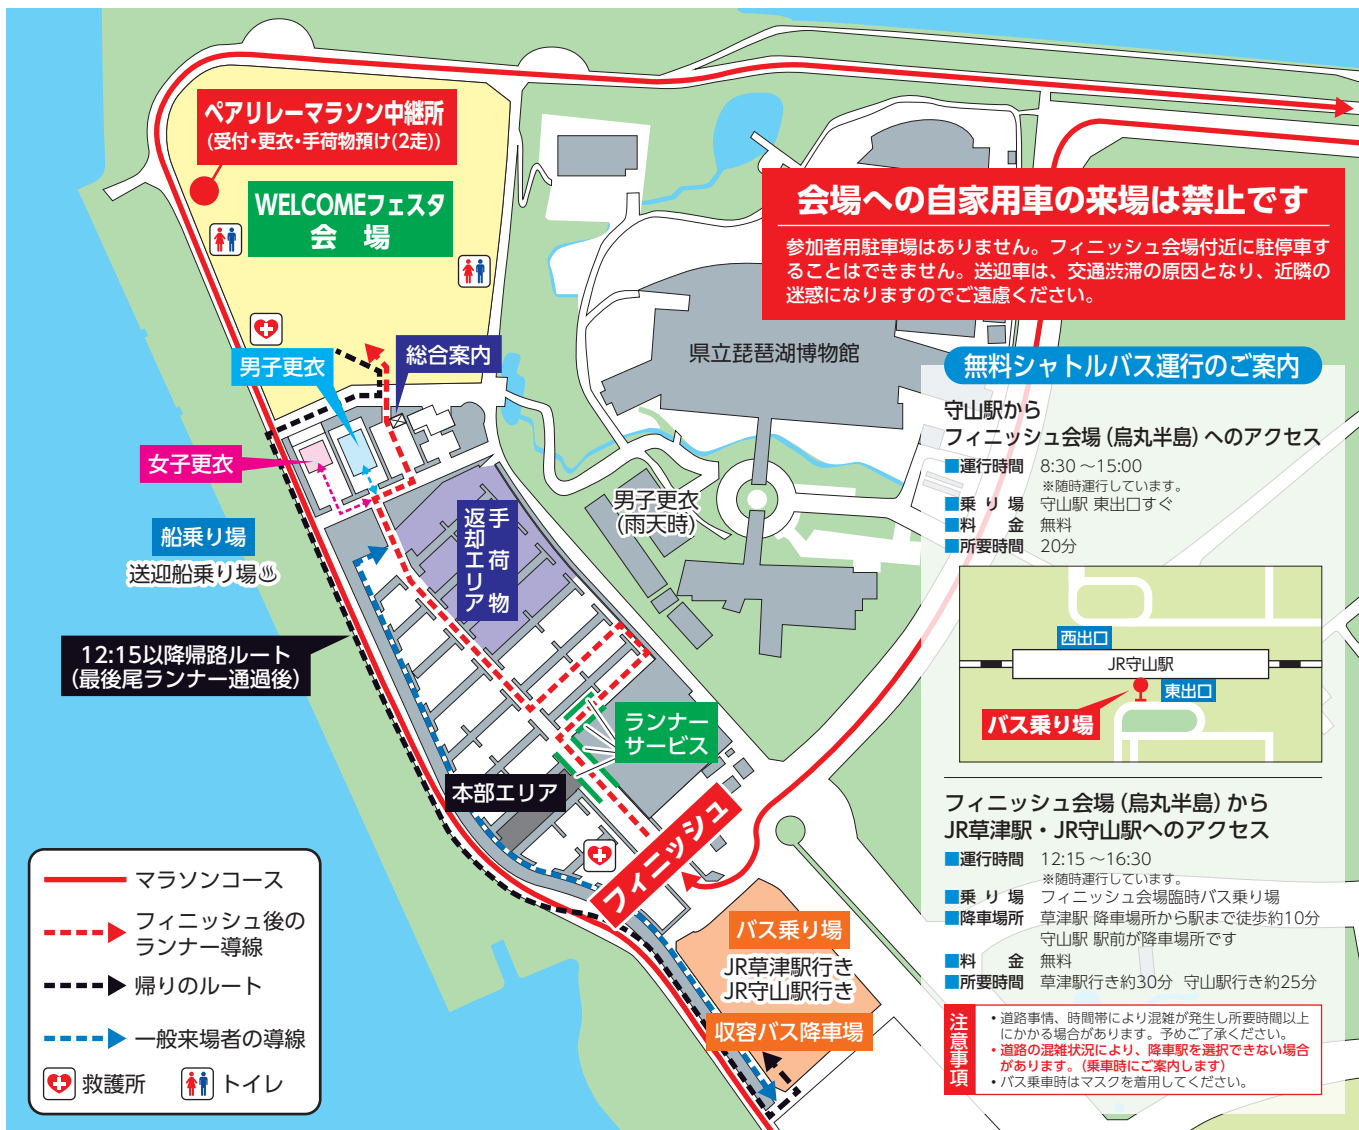 ペアリレーマラソン中継所
(受付・更衣・手荷物預け(2走))
WELCOMEフェスタ
会 場
会場への自家用車の来場は禁止です
参加者用駐車場はありません。フィニッシュ会場付近に駐停車す
ることはできません。送迎車は、交通渋滞の原因となり、近隣の
迷惑になりますのでご遠慮ください。
男子更衣
総合案内
県立琵琶湖博物館
女子更衣
船乗り場
送迎船乗り場♨
手荷物
返却エリア
男子更衣
(雨天時)
12:15以降帰路ルート
(最後尾ランナー通過後)
ランナー
サービス
本部エリア
フィニッシュ
バス乗り場
JR草津駅行き
JR守山駅行き
収容バス降車場
マラソンコース
フィニッシュ後の
ランナー導線
帰りのルート
一般来場者の導線
救護所
トイレ
無料シャトルバス運行のご案内
守山駅から
フィニッシュ会場(烏丸半島)へのアクセス
■運行時間 8:30〜15:00
※随時運行しています。
■乗り場 守山駅 東出口すぐ
■料 金 無料
■所要時間 20分
西出口
JR守山駅
東出口
バス乗り場
フィニッシュ会場(烏丸半島)から
JR草津駅・JR守山駅へのアクセス
■運行時間 12:15〜16:30
※随時運行しています。
■乗り場 フィニッシュ会場臨時バス乗り場
■降車場所 草津駅 降車場所から駅まで徒歩約10分
守山駅 駅前が降車場所です
■料 金 無料
■所要時間 草津駅行き約30分 守山駅行き約25分
注意事項
・道路事情、時間帯により混雑が発生し所要時間以上
にかかる場合があります。予めご了承ください。
・道路の混雑状況により、降車駅を選択できない場合
があります。(乗車時にご案内します)
・バス乗車時はマスクを着用してください。